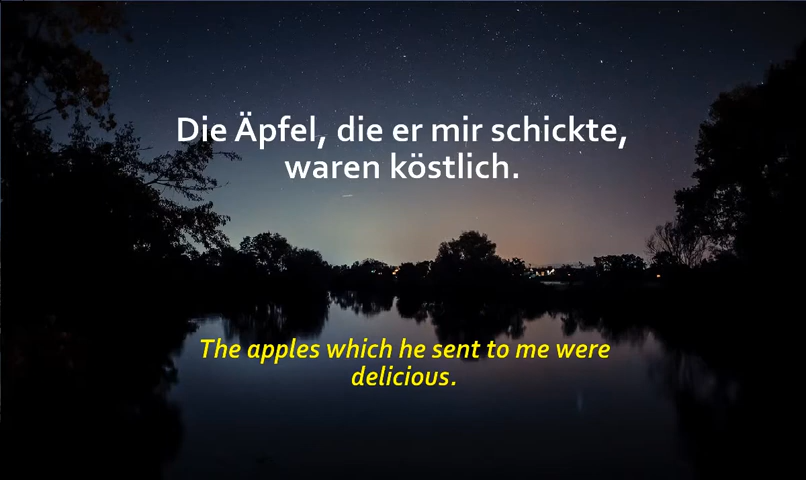 Die Äpfel, die er mir schickte,
waren köstlich.
The apples which he sent to me were
delicious.